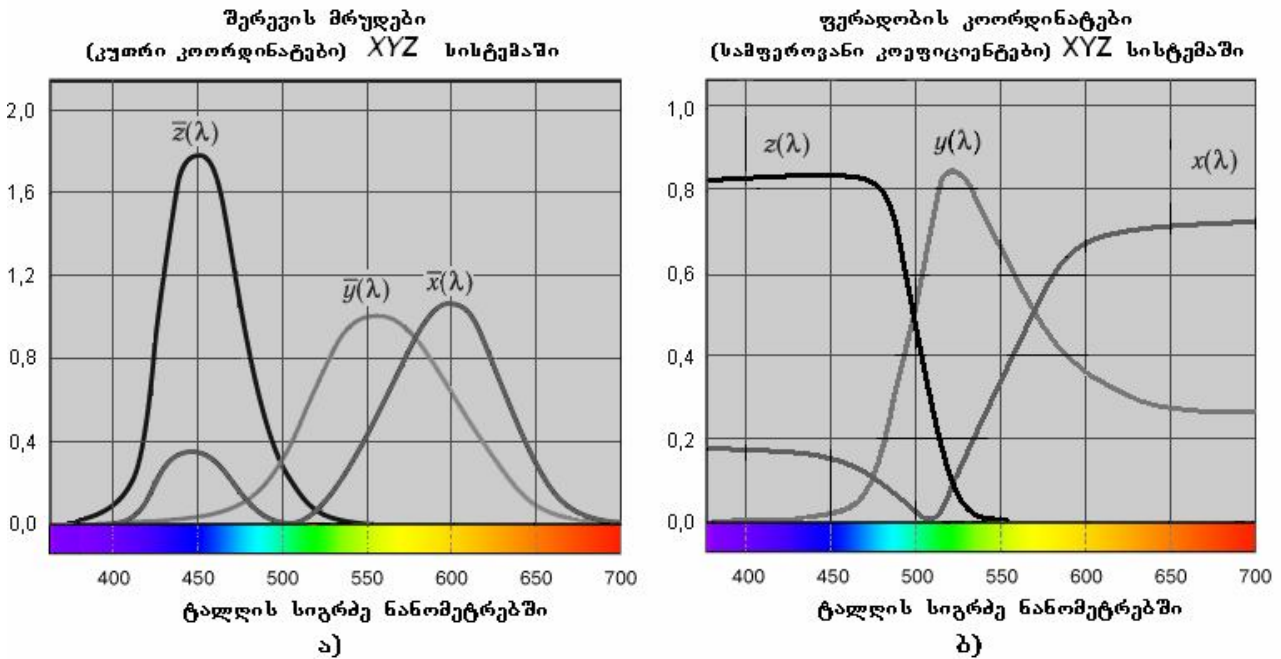 შერევის მრუდები
(კუთრი კოორდინატები) XYZ სისტემაში
2,0
1,6
1,2
0,8
0,4
0,0
z̅(λ)
y̅(λ)
x̅(λ)
400 450 500 550 600 650 700
ტალღის სიგრძე ნანომეტრებში
ა)
ფერადობის კოორდინატები
(სამფეროვანი კოეფიციენტები) XYZ სისტემაში
1,0
0,8
0,6
0,4
0,2
0,0
z(λ)
y(λ)
x(λ)
400 450 500 550 600 650 700
ტალღის სიგრძე ნანომეტრებში
ბ)